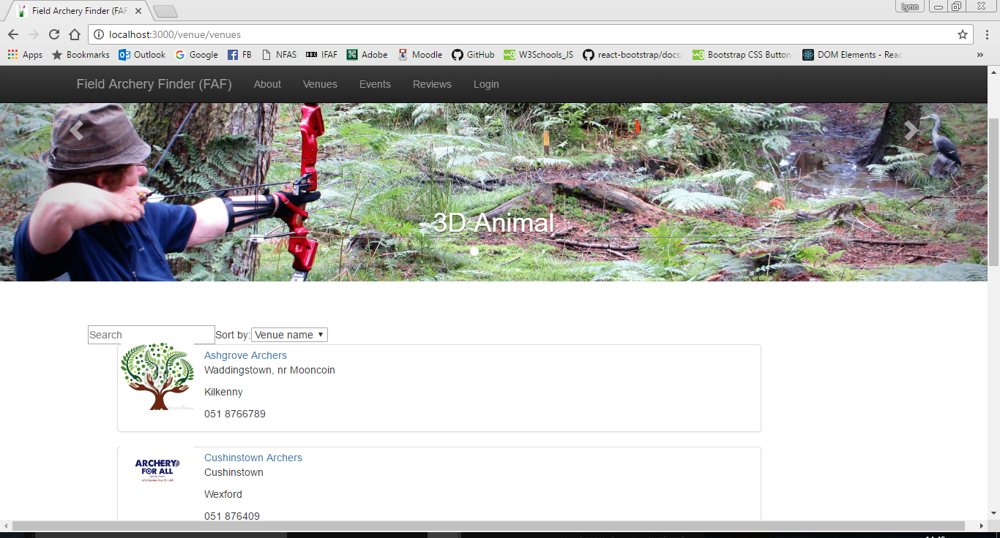 Field Archery Finder (FAF
Lynn
localhost:3000/venue/venues
Apps Bookmarks Outlook Google FB NFAS BBC IFAF Adobe Moodle GitHub W3Schools_JS react-bootstrap/docs/ Bootstrap CSS Button DOM Elements - Reac »
Field Archery Finder (FAF) About Venues Events Reviews Login
3D Animal
Search Sort by: Venue name
Ashgrove Archers
Waddingstown, nr Mooncoin
Kilkenny
051 8766789
ARCHERY
FOR ALL
Cushinstown Archers
Cushinstown
Wexford
051 876409